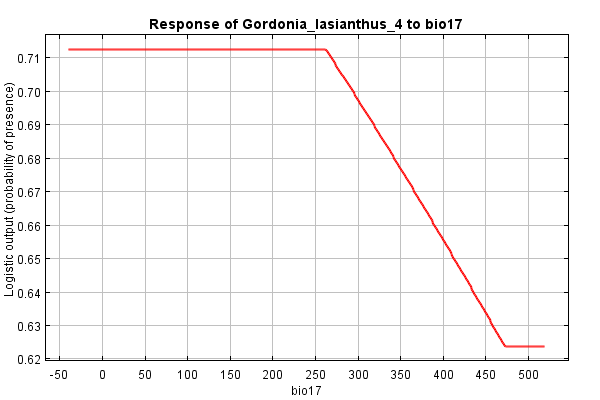 Response of Gordonia_lasianthus_4 to bio17
Logistic output (probability of presence)
0.71
0.70
0.69
0.68
0.67
0.66
0.65
0.64
0.63
0.62
-50 0 50 100 150 200 250 300 350 400 450 500
bio17